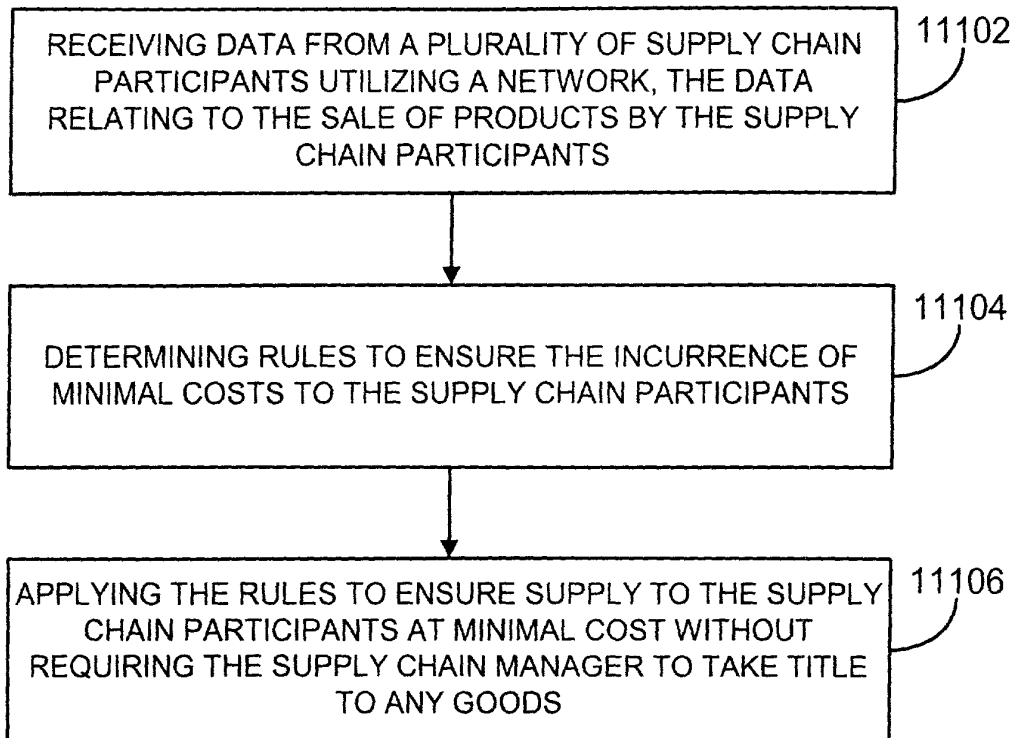 RECEIVING DATA FROM A PLURALITY OF SUPPLY CHAIN
PARTICIPANTS UTILIZING A NETWORK, THE DATA
RELATING TO THE SALE OF PRODUCTS BY THE SUPPLY
CHAIN PARTICIPANTS
11102
DETERMINING RULES TO ENSURE THE INCURRENCE OF
MINIMAL COSTS TO THE SUPPLY CHAIN PARTICIPANTS
11104
APPLYING THE RULES TO ENSURE SUPPLY TO THE SUPPLY
CHAIN PARTICIPANTS AT MINIMAL COST WITHOUT
REQUIRING THE SUPPLY CHAIN MANAGER TO TAKE TITLE
TO ANY GOODS
11106